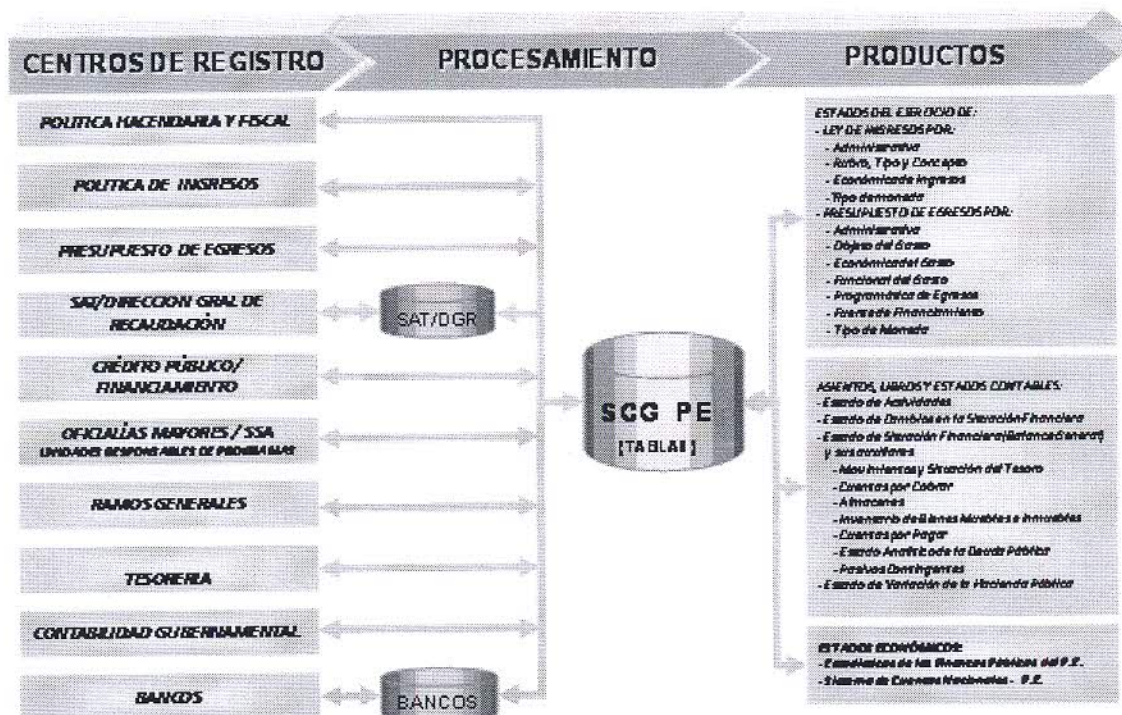 CENTROS DE REGISTRO
PROCESAMIENTO
PRODUCTOS
POLITICA HACENDARIA Y FISCAL
POLITICA DE INGRESOS
PRESUPUESTO DE EGRESOS
SAT/DIRECCION GRAL DE
RECAUDACIÓN
CRÉDITO PÚBLICO/
FINANCIAMIENTO
OFICIALÍAS MAYORES / SSA
UNIDADES RESPONSABLES DE PROGRAMAS
RAMOS GENERALES
TESORERIA
CONTABILIDAD GUBERNAMENTAL
BANCOS
SAT/DGR
BANCOS
SCG PE
[TABLAS]
ESTADOS DEL EJERCICIO DE:
- LEY DE INGRESOS POR:
- Administrativa
- Rubro, Tipo y Concepto
- Económica de Ingresos
- Tipo de moneda
- PRESUPUESTO DE EGRESOS POR:
- Administrativa
- Objeto del Gasto
- Económica del Gasto
- Funcional del Gasto
- Programática de Egresos
- Fuente de Financiamiento
- Tipo de Moneda
ASIENTOS, LIBROS Y ESTADOS CONTABLES:
- Estado de Actividades
- Estado de Cambios en la Situación Financiera
- Estado de Situación Financiera (Balance General)
y sus auxiliares
- Movimientos y Situación del Tesoro
- Cuentas por Cobrar
- Almacenes
- Inventario de Bienes Muebles e Inmuebles
- Cuentas por Pagar
- Estado Analítico de la Deuda Pública
- Pasivos Contingentes
- Estado de Variación de la Hacienda Pública
ESTADOS ECONÓMICOS:
- Estadísticas de las Finanzas Públicas del P.E.
- Sistema de Cuentas Nacionales - P.E.